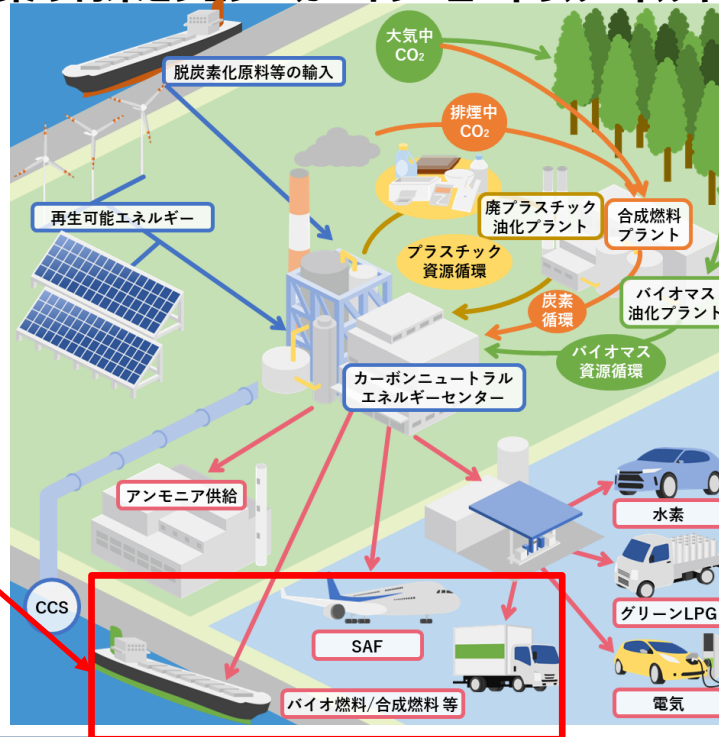 大気中
CO₂
脱炭素化原料等の輸入
排煙中
CO₂
再生可能エネルギー
廃プラスチック
油化プラント
合成燃料
プラント
プラスチック
資源循環
炭素
循環
バイオマス
油化プラント
バイオマス
資源循環
カーボンニュートラル
エネルギーセンター
アンモニア供給
水素
CCS
グリーンLPG
SAF
バイオ燃料/合成燃料 等
電気